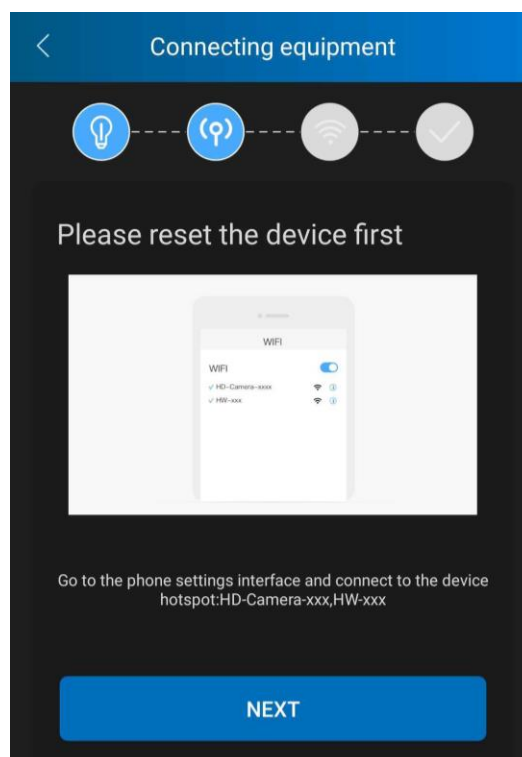 Connecting equipment
Please reset the device first
WIFI
WIFI
HD-Camera-xxxx
HW-xxx
Go to the phone settings interface and connect to the device
hotspot:HD-Camera-xxx,HW-xxx
NEXT